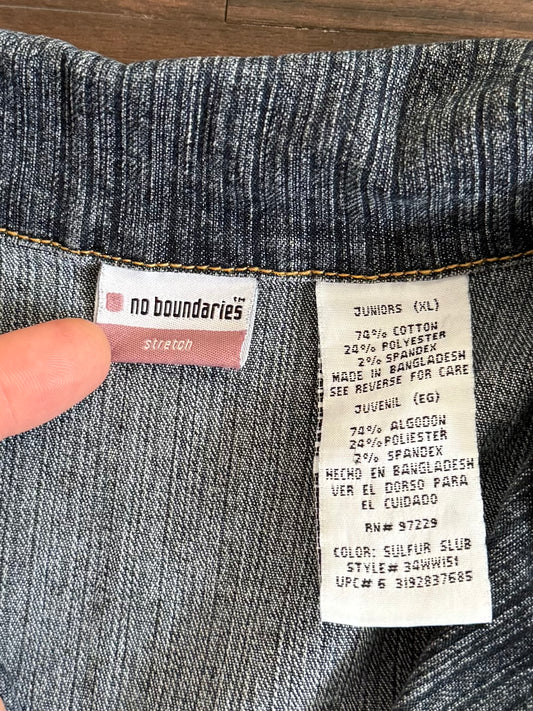 no boundaries™
stretch
JUNIORS (XL)
74% COTTON
24% POLYESTER
2% SPANDEX
MADE IN BANGLADESH
SEE REVERSE FOR CARE
JUVENIL (EG)
74% ALGODON
24% POLIESTER
2% SPANDEX
HECHO EN BANGLADESH
VER EL DORSO PARA
EL CUIDADO
RN# 97229
COLOR: SULFUR SLUB
STYLE# 34WW151
UPC# 6 3192837685